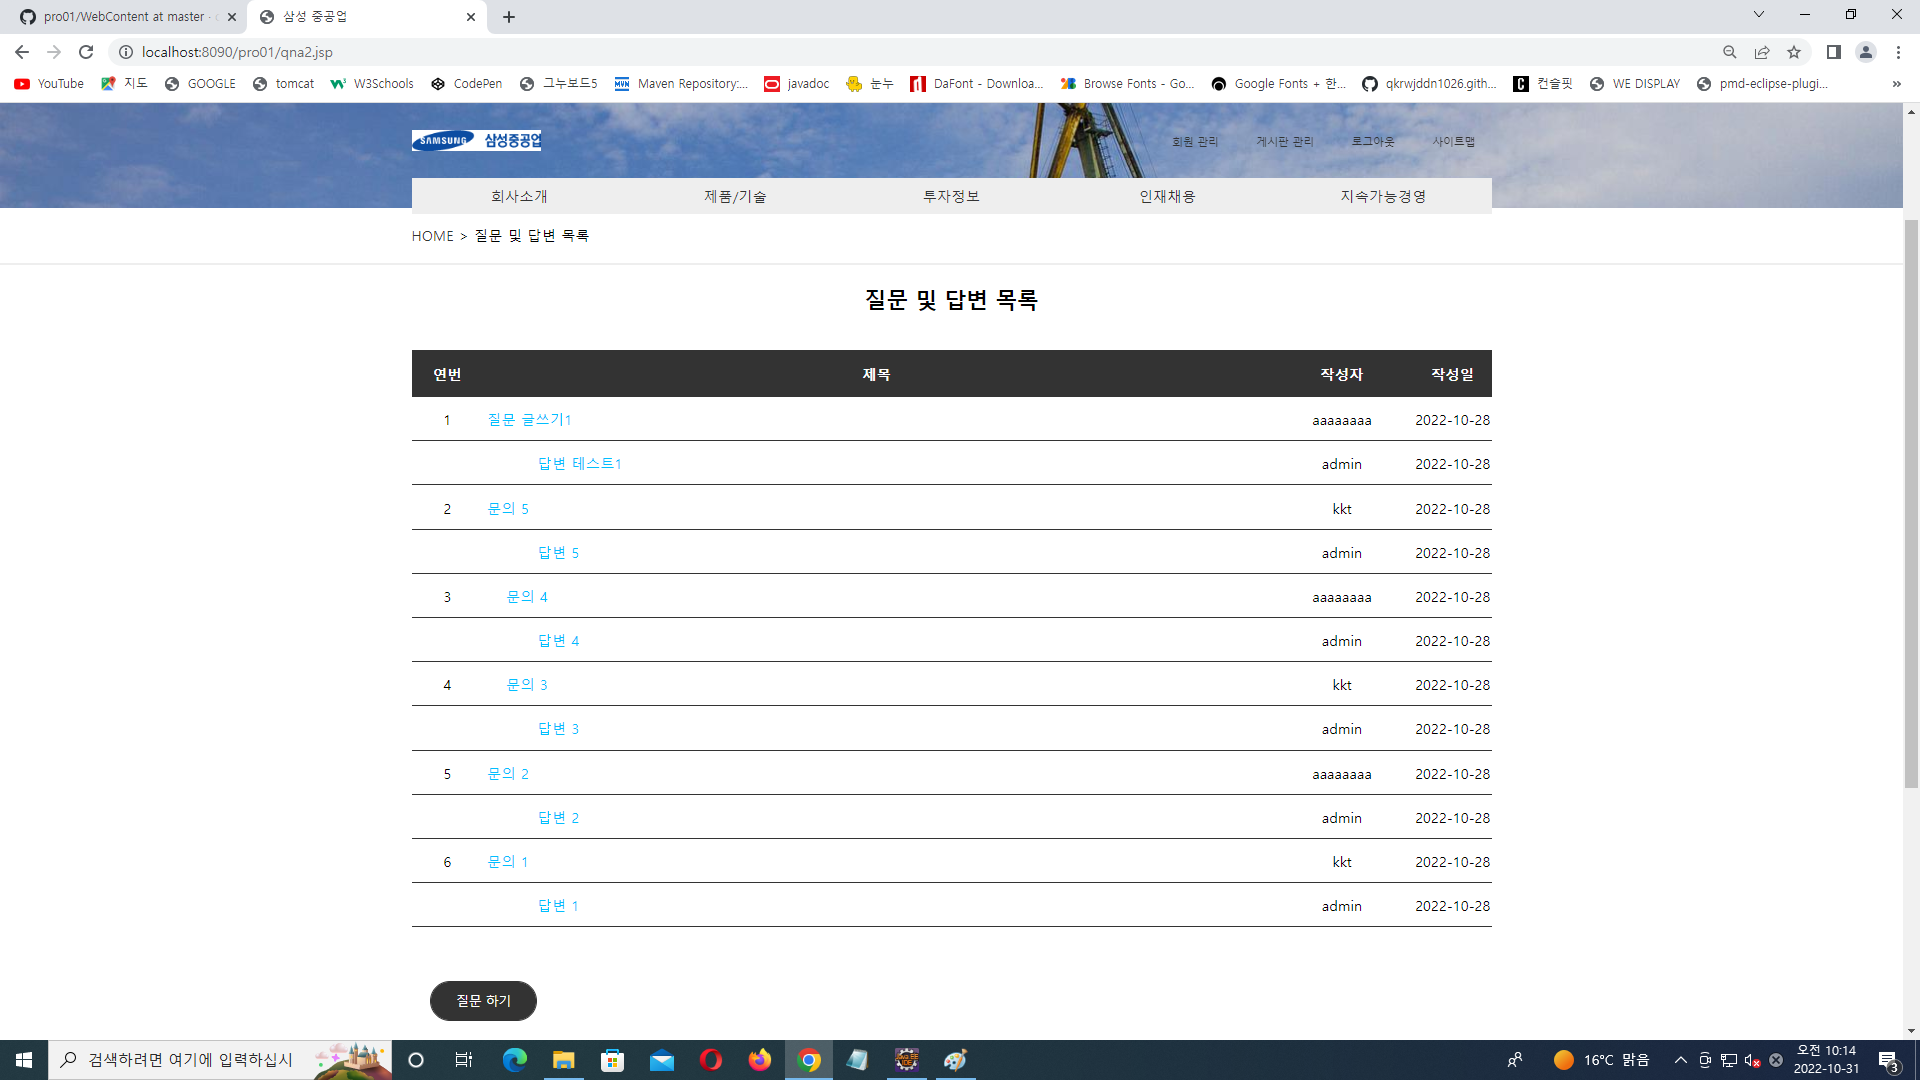 pro01/WebContent at master ·
삼성 중공업
localhost:8090/pro01/qna2.jsp
YouTube 지도 GOOGLE tomcat W3Schools CodePen 그누보드5 Maven Repository:... javadoc 눈누 DaFont - Downloa... Browse Fonts - Go... Google Fonts + 한... qkrwjddn1026.gith... 컨슬핏 WE DISPLAY pmd-eclipse-plugi... »
SAMSUNG 삼성중공업
회원 관리 게시판 관리 로그아웃 사이트맵
회사소개 제품/기술 투자정보 인재채용 지속가능경영
HOME > 질문 및 답변 목록
질문 및 답변 목록
연번 제목 작성자 작성일
1 질문 글쓰기1 aaaaaaaa 2022-10-28
답변 테스트1 admin 2022-10-28
2 문의 5 kkt 2022-10-28
답변 5 admin 2022-10-28
3 문의 4 aaaaaaaa 2022-10-28
답변 4 admin 2022-10-28
4 문의 3 kkt 2022-10-28
답변 3 admin 2022-10-28
5 문의 2 aaaaaaaa 2022-10-28
답변 2 admin 2022-10-28
6 문의 1 kkt 2022-10-28
답변 1 admin 2022-10-28
질문 하기
검색하려면 여기에 입력하십시
16°C 맑음
오전 10:14
2022-10-31
3